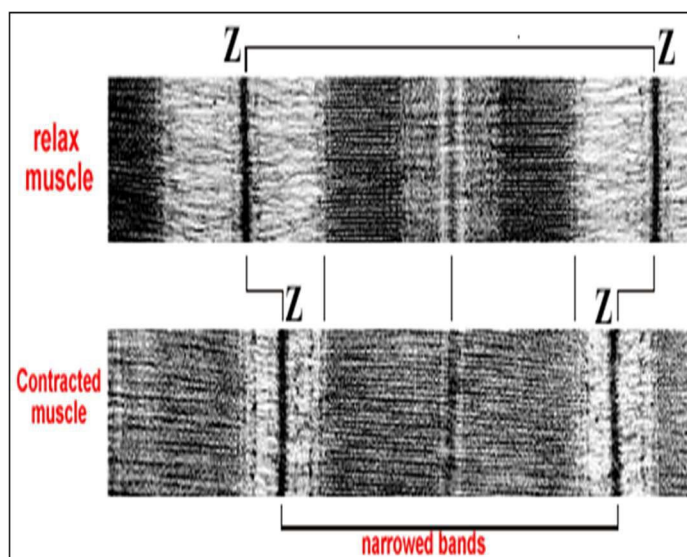 Z Z
relax
muscle
Z Z
Contracted
muscle
narrowed bands